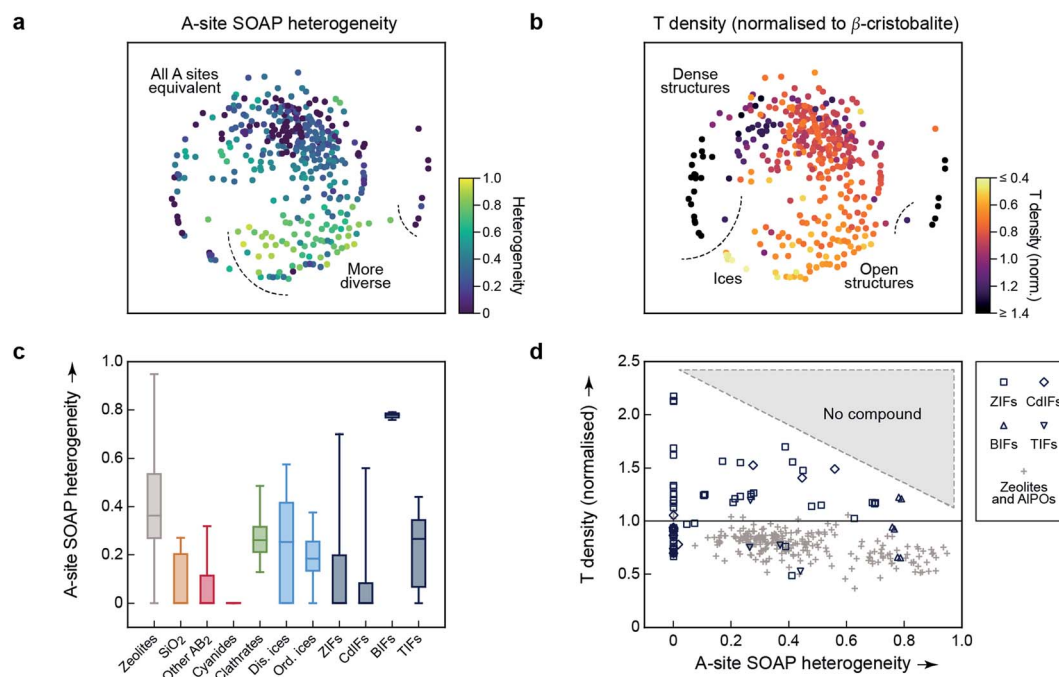 a
A-site SOAP heterogeneity
All A sites
equivalent
More
diverse
1.0
0.8
0.6
0.4
0.2
0
Heterogeneity
b
T density (normalised to β-cristobalite)
Dense
structures
Ices
Open
structures
≤ 0.4
0.6
0.8
1.0
1.2
≥ 1.4
T density (norm.)
c
A-site SOAP heterogeneity
1.0
0.8
0.6
0.4
0.2
0
Zeolites
SiO₂
Other AB₂
Cyanides
Clathrates
Dis. ices
Ord. ices
ZIFs
CdIFs
BIFs
TIFs
d
T density (normalised)
2.5
2.0
1.5
1.0
0.5
0
0
0.2
0.4
0.6
0.8
1.0
A-site SOAP heterogeneity
No compound
ZIFs
CdIFs
BIFs
TIFs
Zeolites
and AlPOs